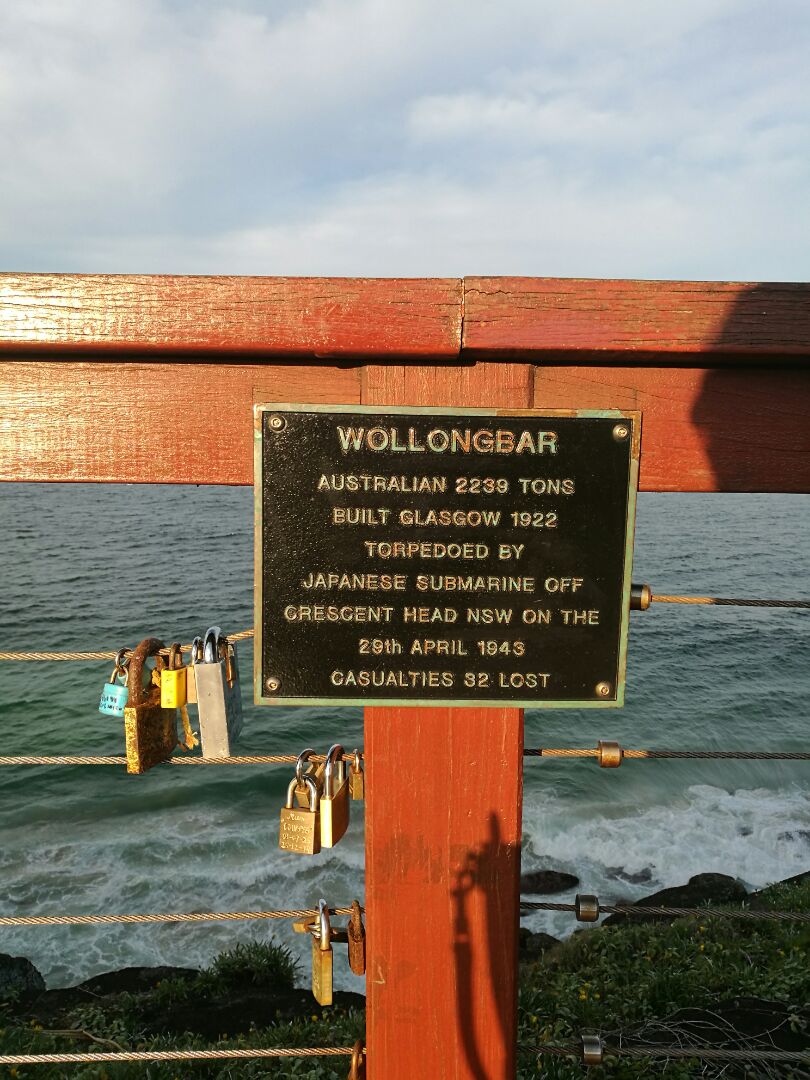 WOLLONGBAR
AUSTRALIAN 2239 TONS
BUILT GLASGOW 1922
TORPEDOED BY
JAPANESE SUBMARINE OFF
CRESCENT HEAD NSW ON THE
29th APRIL 1943
CASUALTIES 32 LOST